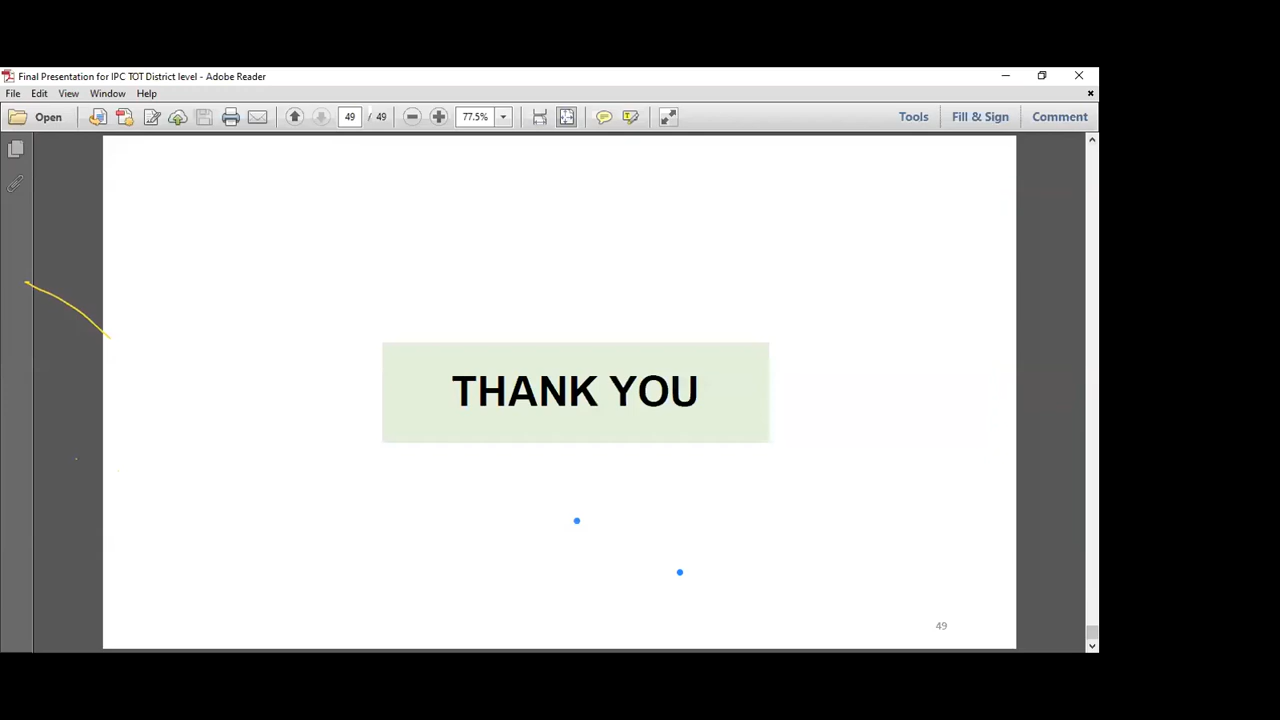 Final Presentation for IPC TOT District level - Adobe Reader
File Edit View Window Help
Open 49 / 49 77.5% Tools Fill & Sign Comment
THANK YOU
49